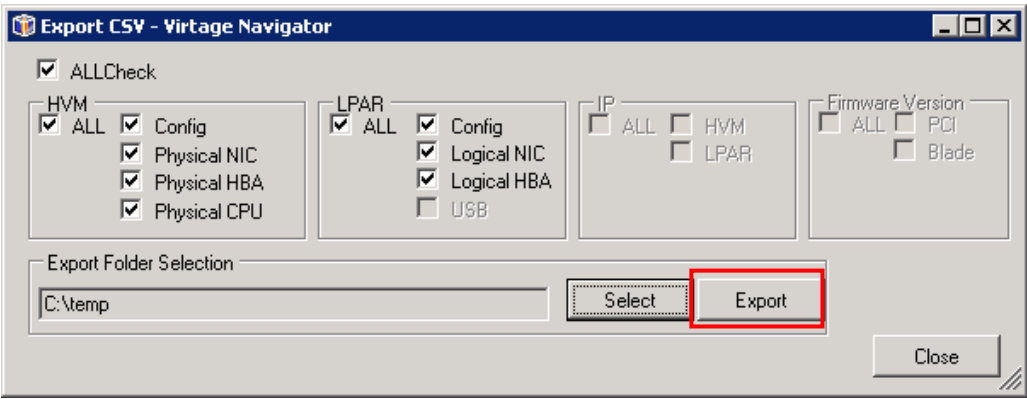 Export CSV - Virtage Navigator
ALLCheck
HVM LPAR IP Firmware Version
ALL Config ALL Config ALL HVM ALL PCI
Physical NIC Logical NIC LPAR Blade
Physical HBA Logical HBA
Physical CPU USB
Export Folder Selection
C:\temp Select Export
Close